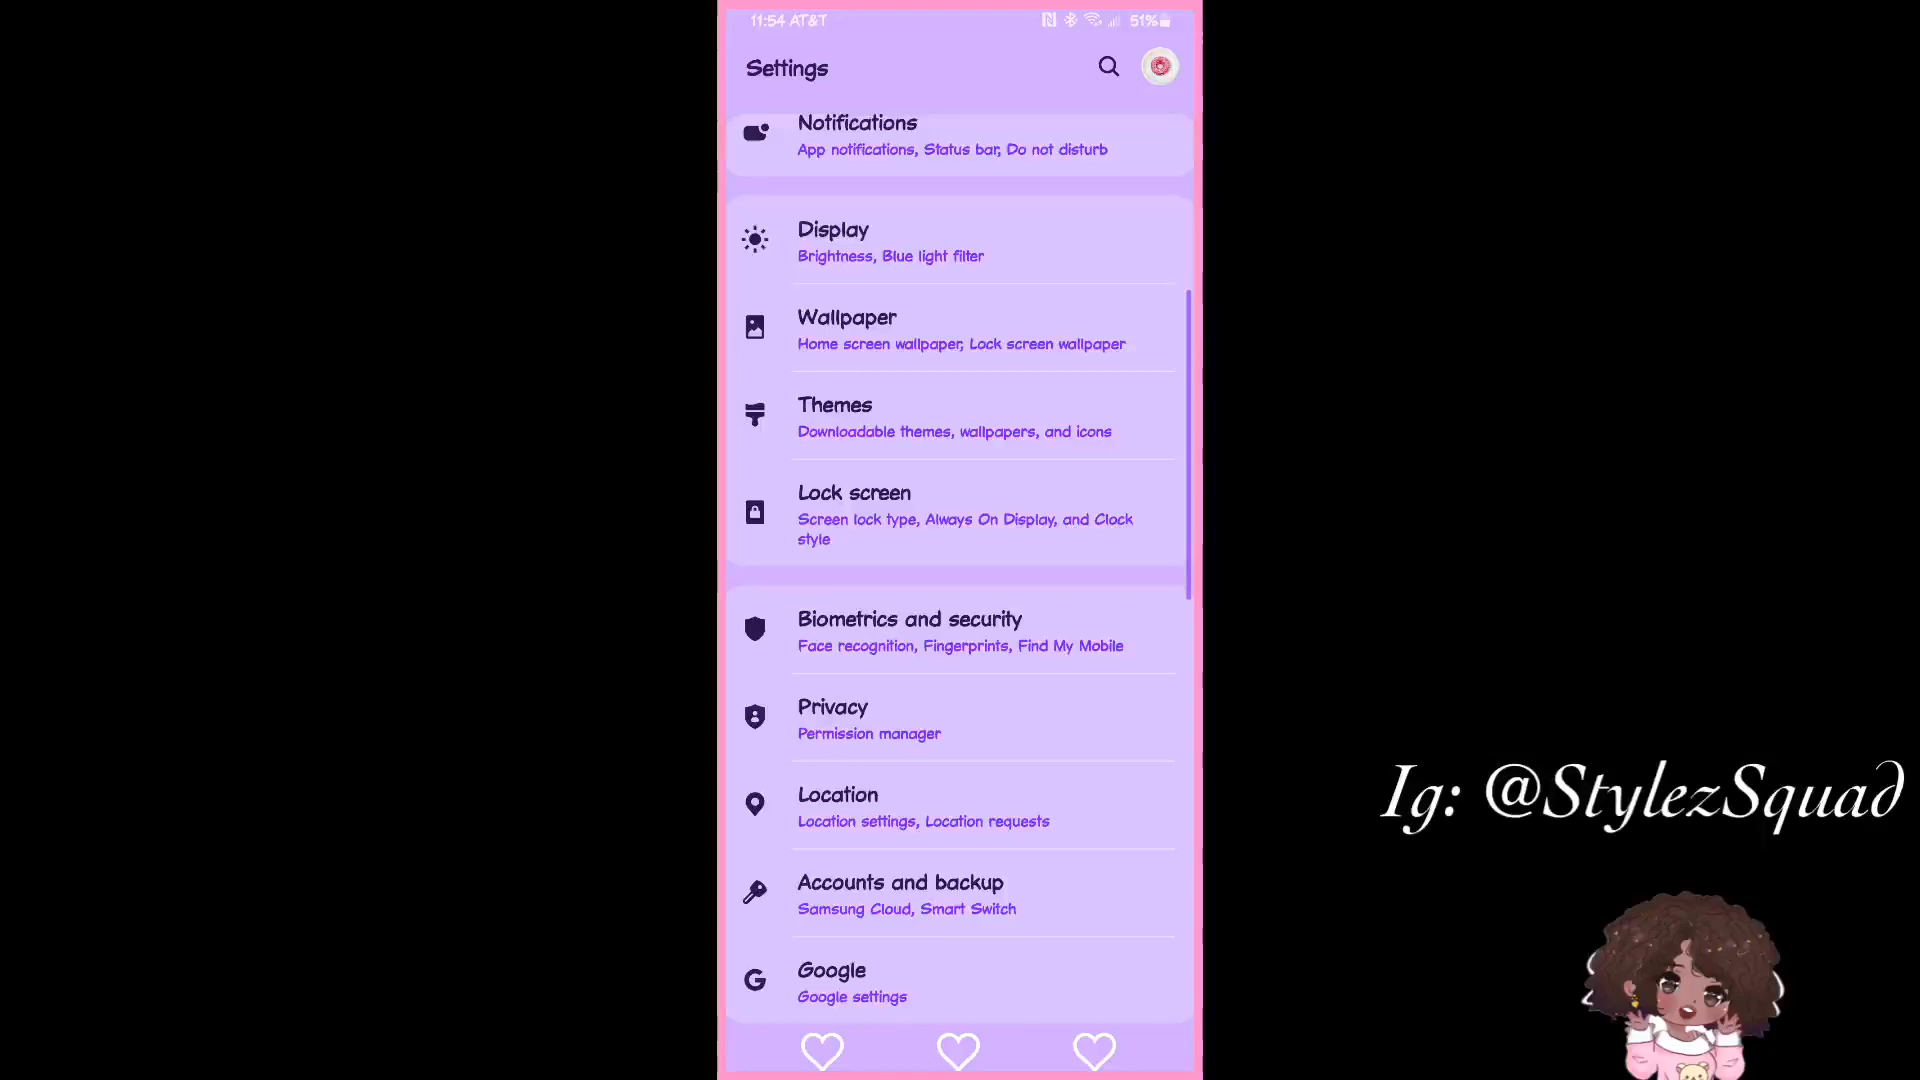 11:54 AT&T
51%
Settings
Notifications
App notifications, Status bar, Do not disturb
Display
Brightness, Blue light filter
Wallpaper
Home screen wallpaper, Lock screen wallpaper
Themes
Downloadable themes, wallpapers, and icons
Lock screen
Screen lock type, Always On Display, and Clock
style
Biometrics and security
Face recognition, Fingerprints, Find My Mobile
Privacy
Permission manager
Location
Location settings, Location requests
Accounts and backup
Samsung Cloud, Smart Switch
Google
Google settings
Ig: @StylezSquad